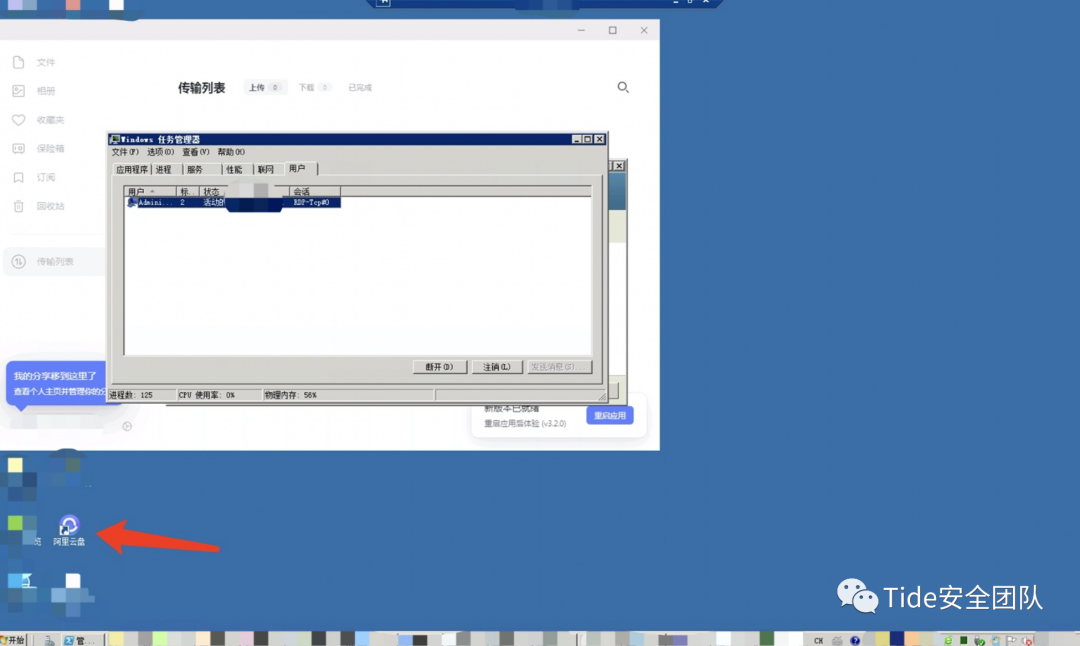 文件
相册
收藏夹
保险箱
订阅
回收站
传输列表
传输列表 上传 0 下载 0 已完成
Windows 任务管理器
文件(F) 选项(O) 查看(V) 帮助(H)
应用程序 进程 服务 性能 联网 用户
用户 标.. 状态 会话
Admini... 2 活动的 RDP-Tcp#0
断开(D) 注销(L) 发送消息(S)...
进程数: 125 CPU 使用率: 0% 物理内存: 56%
我的分享移到这里了
查看个人主页并管理你的分
新版本已就绪
重启应用后体验 (v3.2.0)
重启应用
阿里云盘
Tide安全团队
开始 管... CH